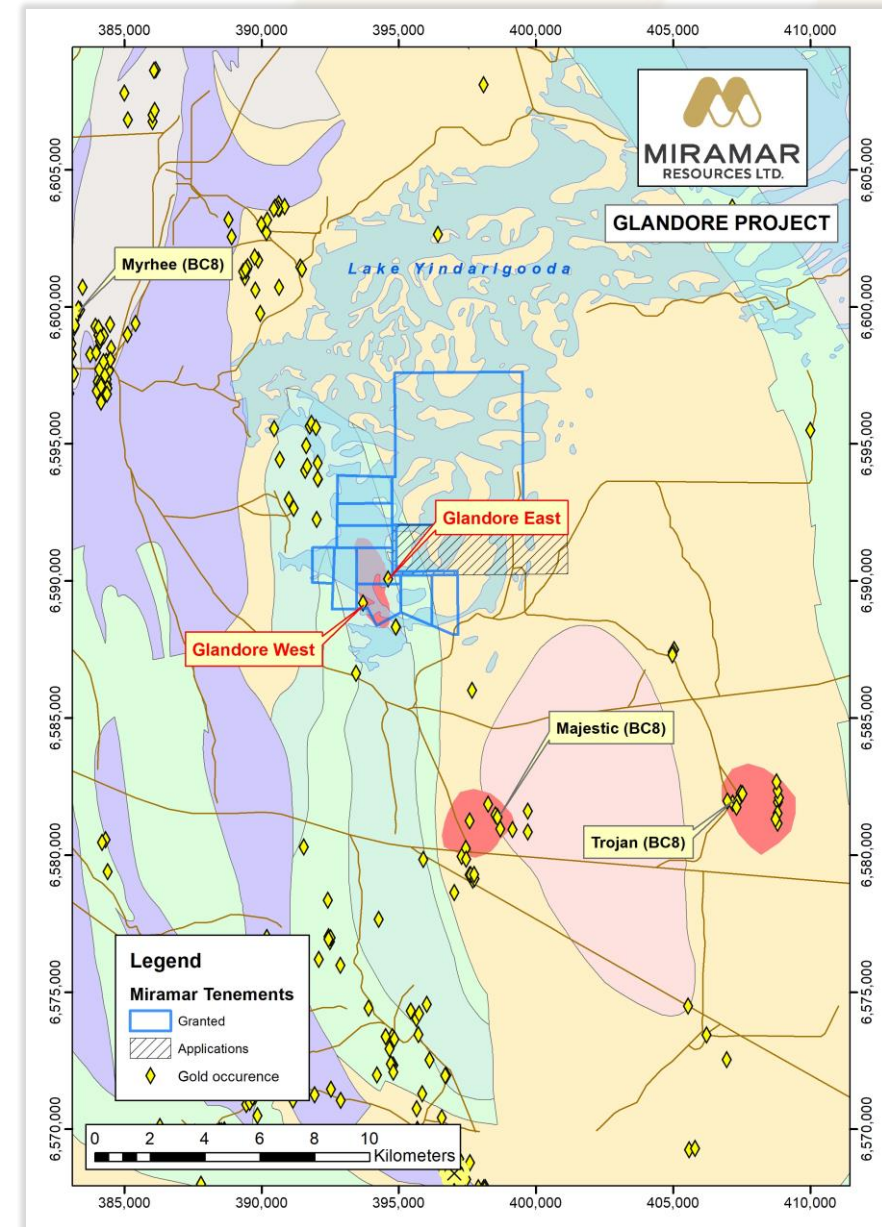 385,000 390,000 395,000 400,000 405,000 410,000
MIRAMAR
RESOURCES LTD.
GLANDORE PROJECT
6,605,000 6,605,000
Myrhee (BC8)
Lake Yindarlgooda
6,600,000 6,600,000
6,595,000 6,595,000
Glandore East
6,590,000 6,590,000
Glandore West
6,585,000 6,585,000
Majestic (BC8)
Trojan (BC8)
6,580,000 6,580,000
6,575,000 6,575,000
Legend
Miramar Tenements
Granted
Applications
Gold occurence
6,570,000 6,570,000
0 2 4 6 8 10
Kilometers
385,000 390,000 395,000 400,000 405,000 410,000